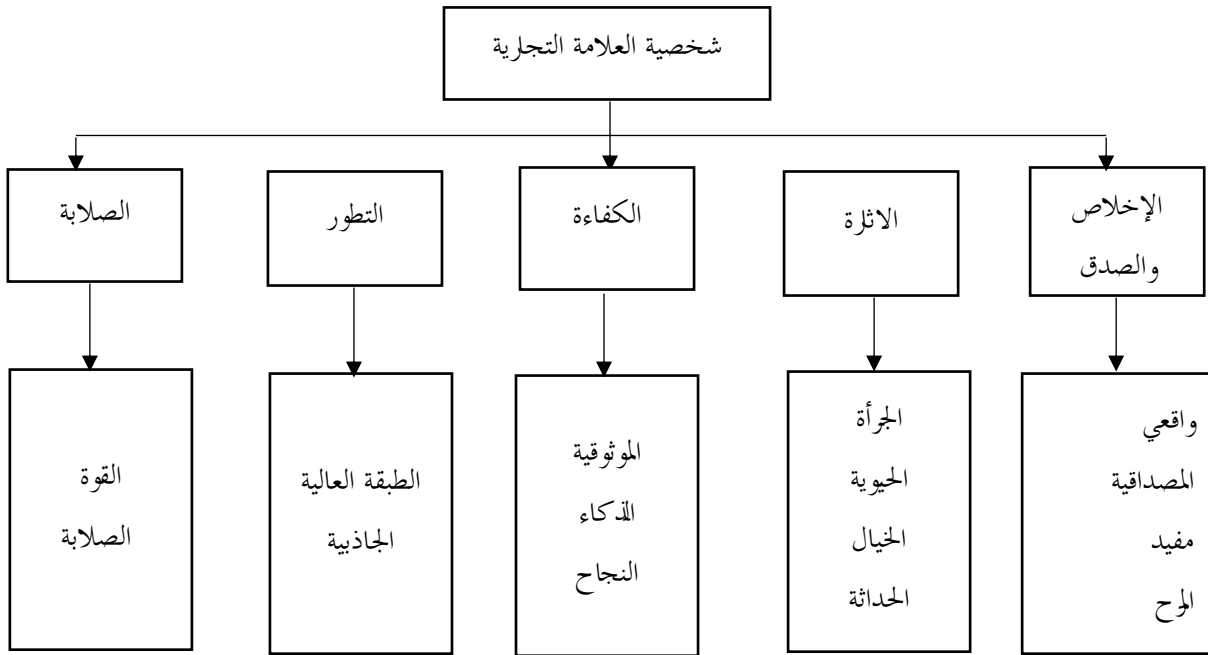 شخصية العلامة التجارية
الإخلاص
والصدق
الاثارة
الكفاءة
التطور
الصلابة
واقعي
المصداقية
مفيد
المرح
الجرأة
الحيوية
الخيال
الحداثة
الموثوقية
الذكاء
النجاح
الطبقة العالية
الجاذبية
القوة
الصلابة